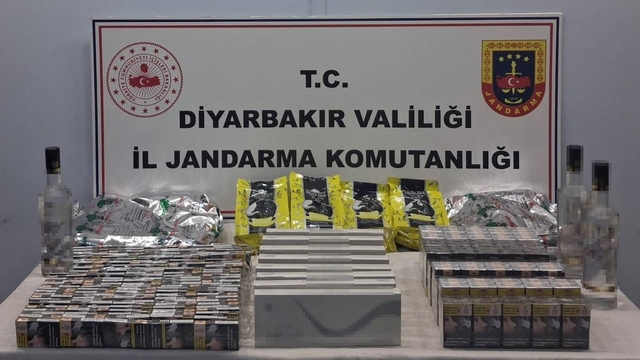 T.C.
DİYARBAKIR VALİLİĞİ
İL JANDARMA KOMUTANLIĞI
JANDARMA